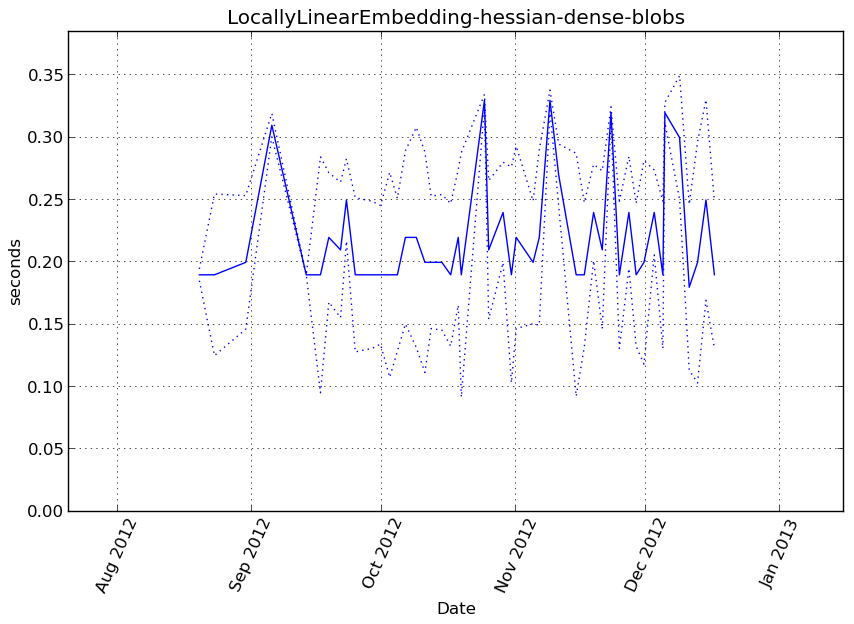 LocallyLinearEmbedding-hessian-dense-blobs
seconds
0.35
0.30
0.25
0.20
0.15
0.10
0.05
0.00
Aug 2012
Sep 2012
Oct 2012
Nov 2012
Dec 2012
Jan 2013
Date